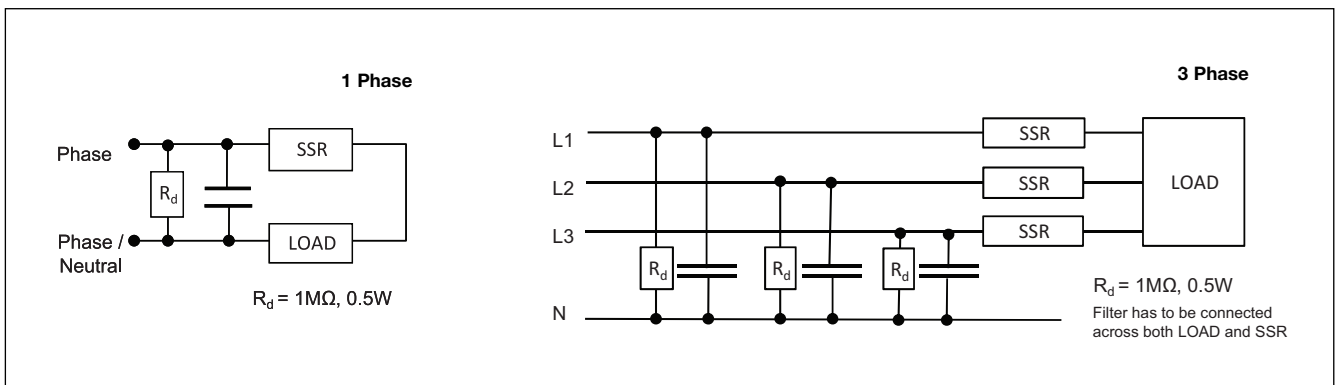 1 Phase
Phase
SSR
Rd
Phase /
Neutral
LOAD
Rd = 1MΩ, 0.5W
3 Phase
L1
SSR
L2
SSR
LOAD
L3
SSR
Rd
Rd
Rd
N
Rd = 1MΩ, 0.5W
Filter has to be connected
across both LOAD and SSR